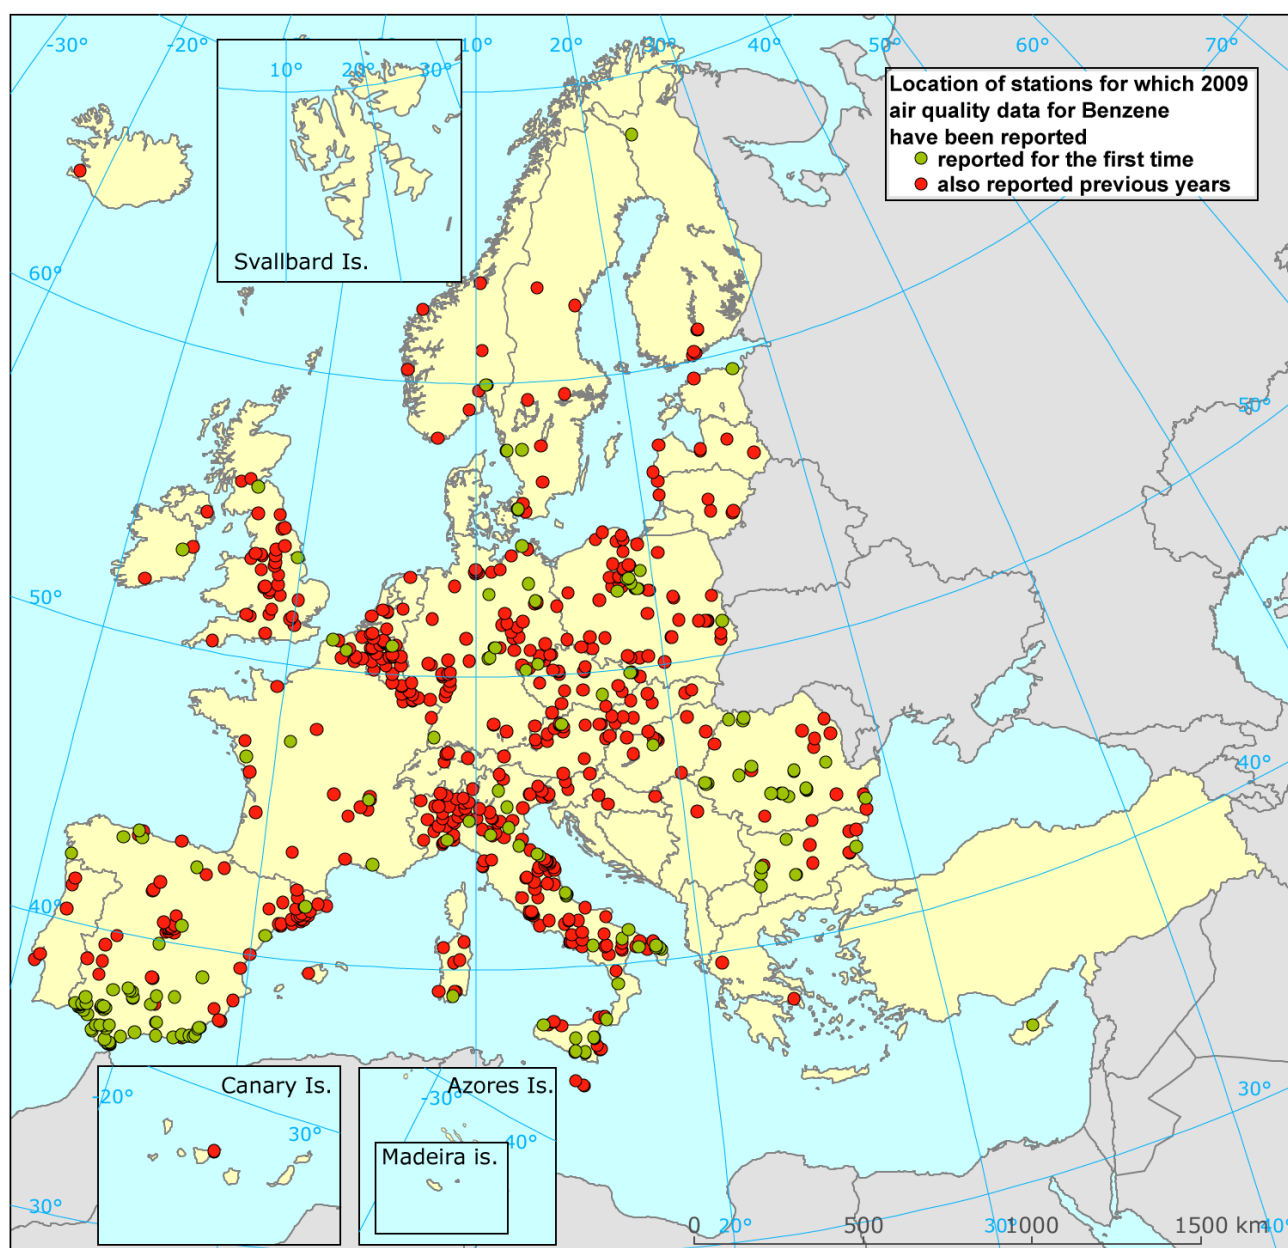 -30°
-20°
10°
20°
30°
40°
50°
60°
70°
10°
20°
30°
Location of stations for which 2009
air quality data for Benzene
have been reported
reported for the first time
also reported previous years
Svallbard Is.
60°
50°
50°
40°
40°
30°
30°
Canary Is.
-20°
30°
Azores Is.
-30°
40°
Madeira is.
0 500 1000 1500 km
20°
30°
40°